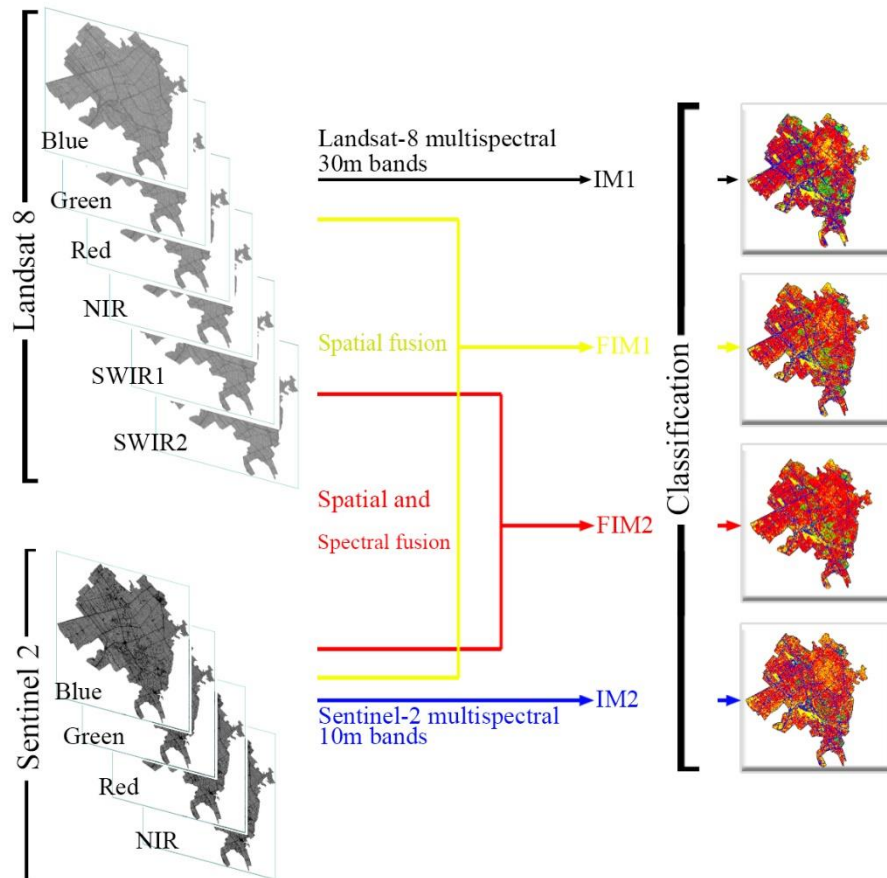 Landsat 8
Blue
Green
Red
NIR
SWIR1
SWIR2
Sentinel 2
Blue
Green
Red
NIR
Landsat-8 multispectral
30m bands
IM1
Spatial fusion
FIM1
Spatial and
Spectral fusion
FIM2
Sentinel-2 multispectral
10m bands
IM2
Classification